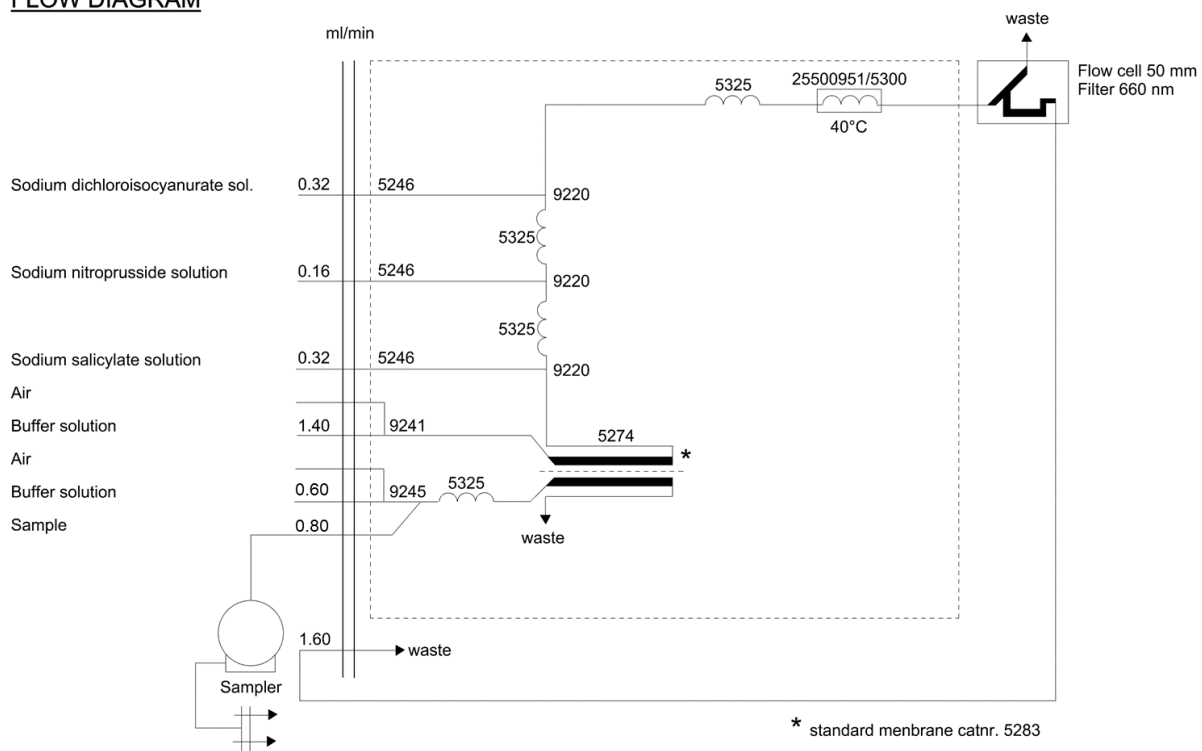 FLOW DIAGRAM
ml/min
waste
Flow cell 50 mm
Filter 660 nm
5325
25500951/5300
40°C
Sodium dichloroisocyanurate sol.
0.32
5246
9220
5325
Sodium nitroprusside solution
0.16
5246
9220
5325
Sodium salicylate solution
0.32
5246
9220
Air
Buffer solution
1.40
9241
5274
*
Air
Buffer solution
0.60
9245
5325
Sample
0.80
waste
1.60
waste
Sampler
* standard menbrane catnr. 5283